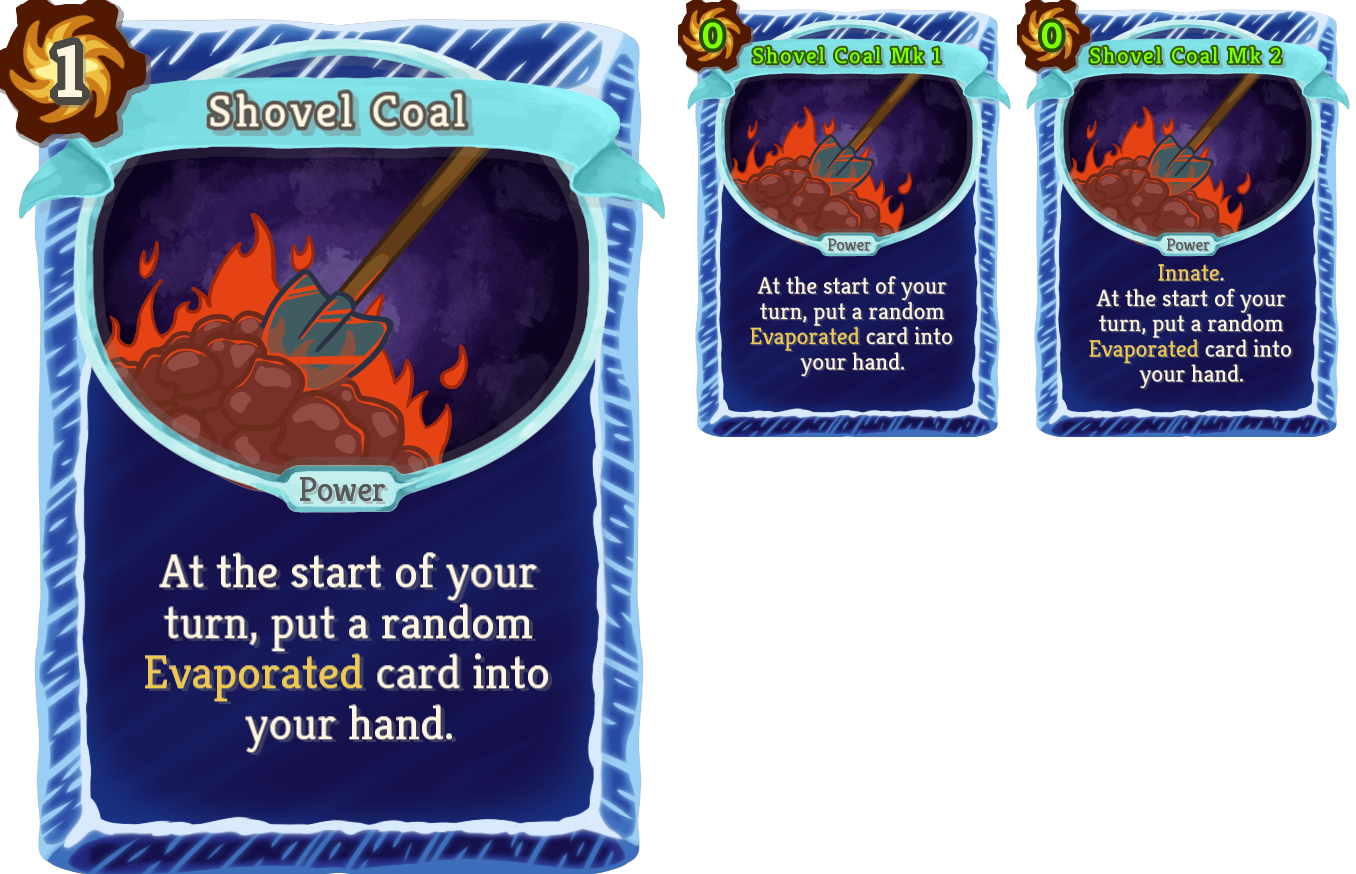 1
Shovel Coal
Power
At the start of your
turn, put a random
Evaporated card into
your hand.
0
Shovel Coal Mk 1
Power
At the start of your
turn, put a random
Evaporated card into
your hand.
0
Shovel Coal Mk 2
Power
Innate.
At the start of your
turn, put a random
Evaporated card into
your hand.